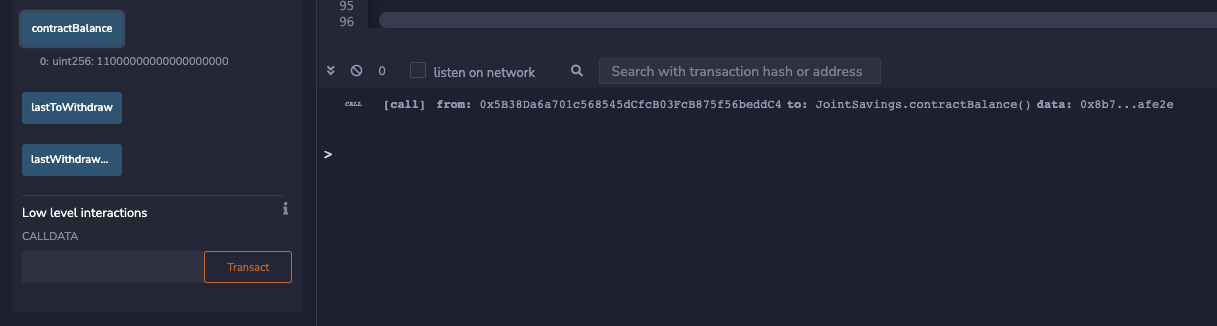 contractBalance
0: uint256: 11000000000000000000
lastToWithdraw
lastWithdraw...
Low level interactions
i
CALLDATA
Transact
95
96
0
listen on network
Search with transaction hash or address
CALL [call] from: 0x5B38Da6a701c568545dCfcB03FcB875f56beddC4 to: JointSavings.contractBalance() data: 0x8b7...afe2e
>